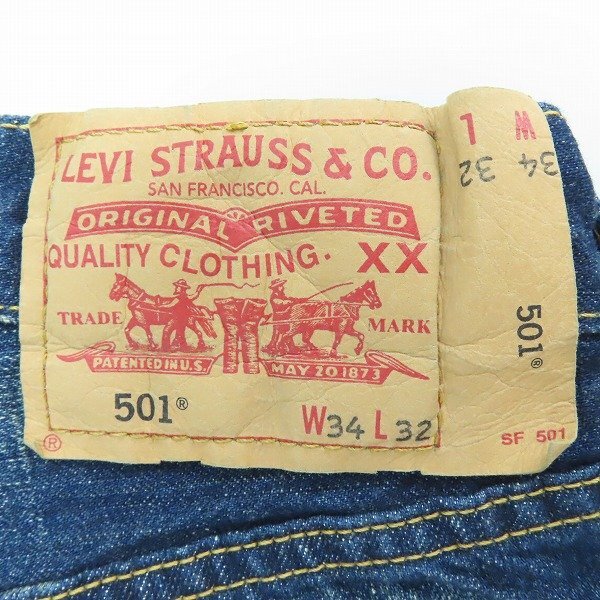 LEVI STRAUSS & CO.
SAN FRANCISCO. CAL.
ORIGINAL RIVETED
QUALITY CLOTHING. XX
TRADE MARK
PATENTED IN U.S. MAY 20 1873
501®
W34 L32
®
W 34
L 32
501®
SF 501